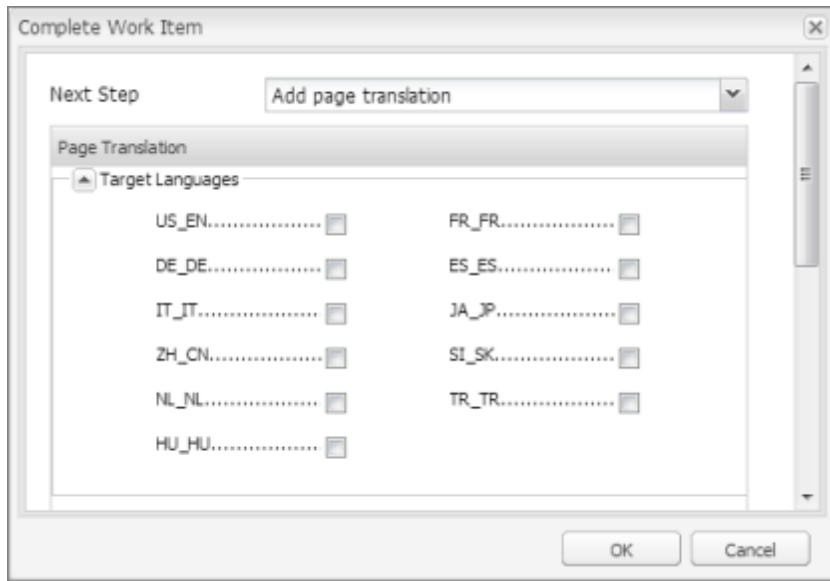 Complete Work Item
Next Step Add page translation
Page Translation
Target Languages
US_EN................... FR_FR...................
DE_DE................... ES_ES...................
IT_IT.................... JA_JP....................
ZH_CN................... SI_SK....................
NL_NL................... TR_TR...................
HU_HU..................
OK Cancel